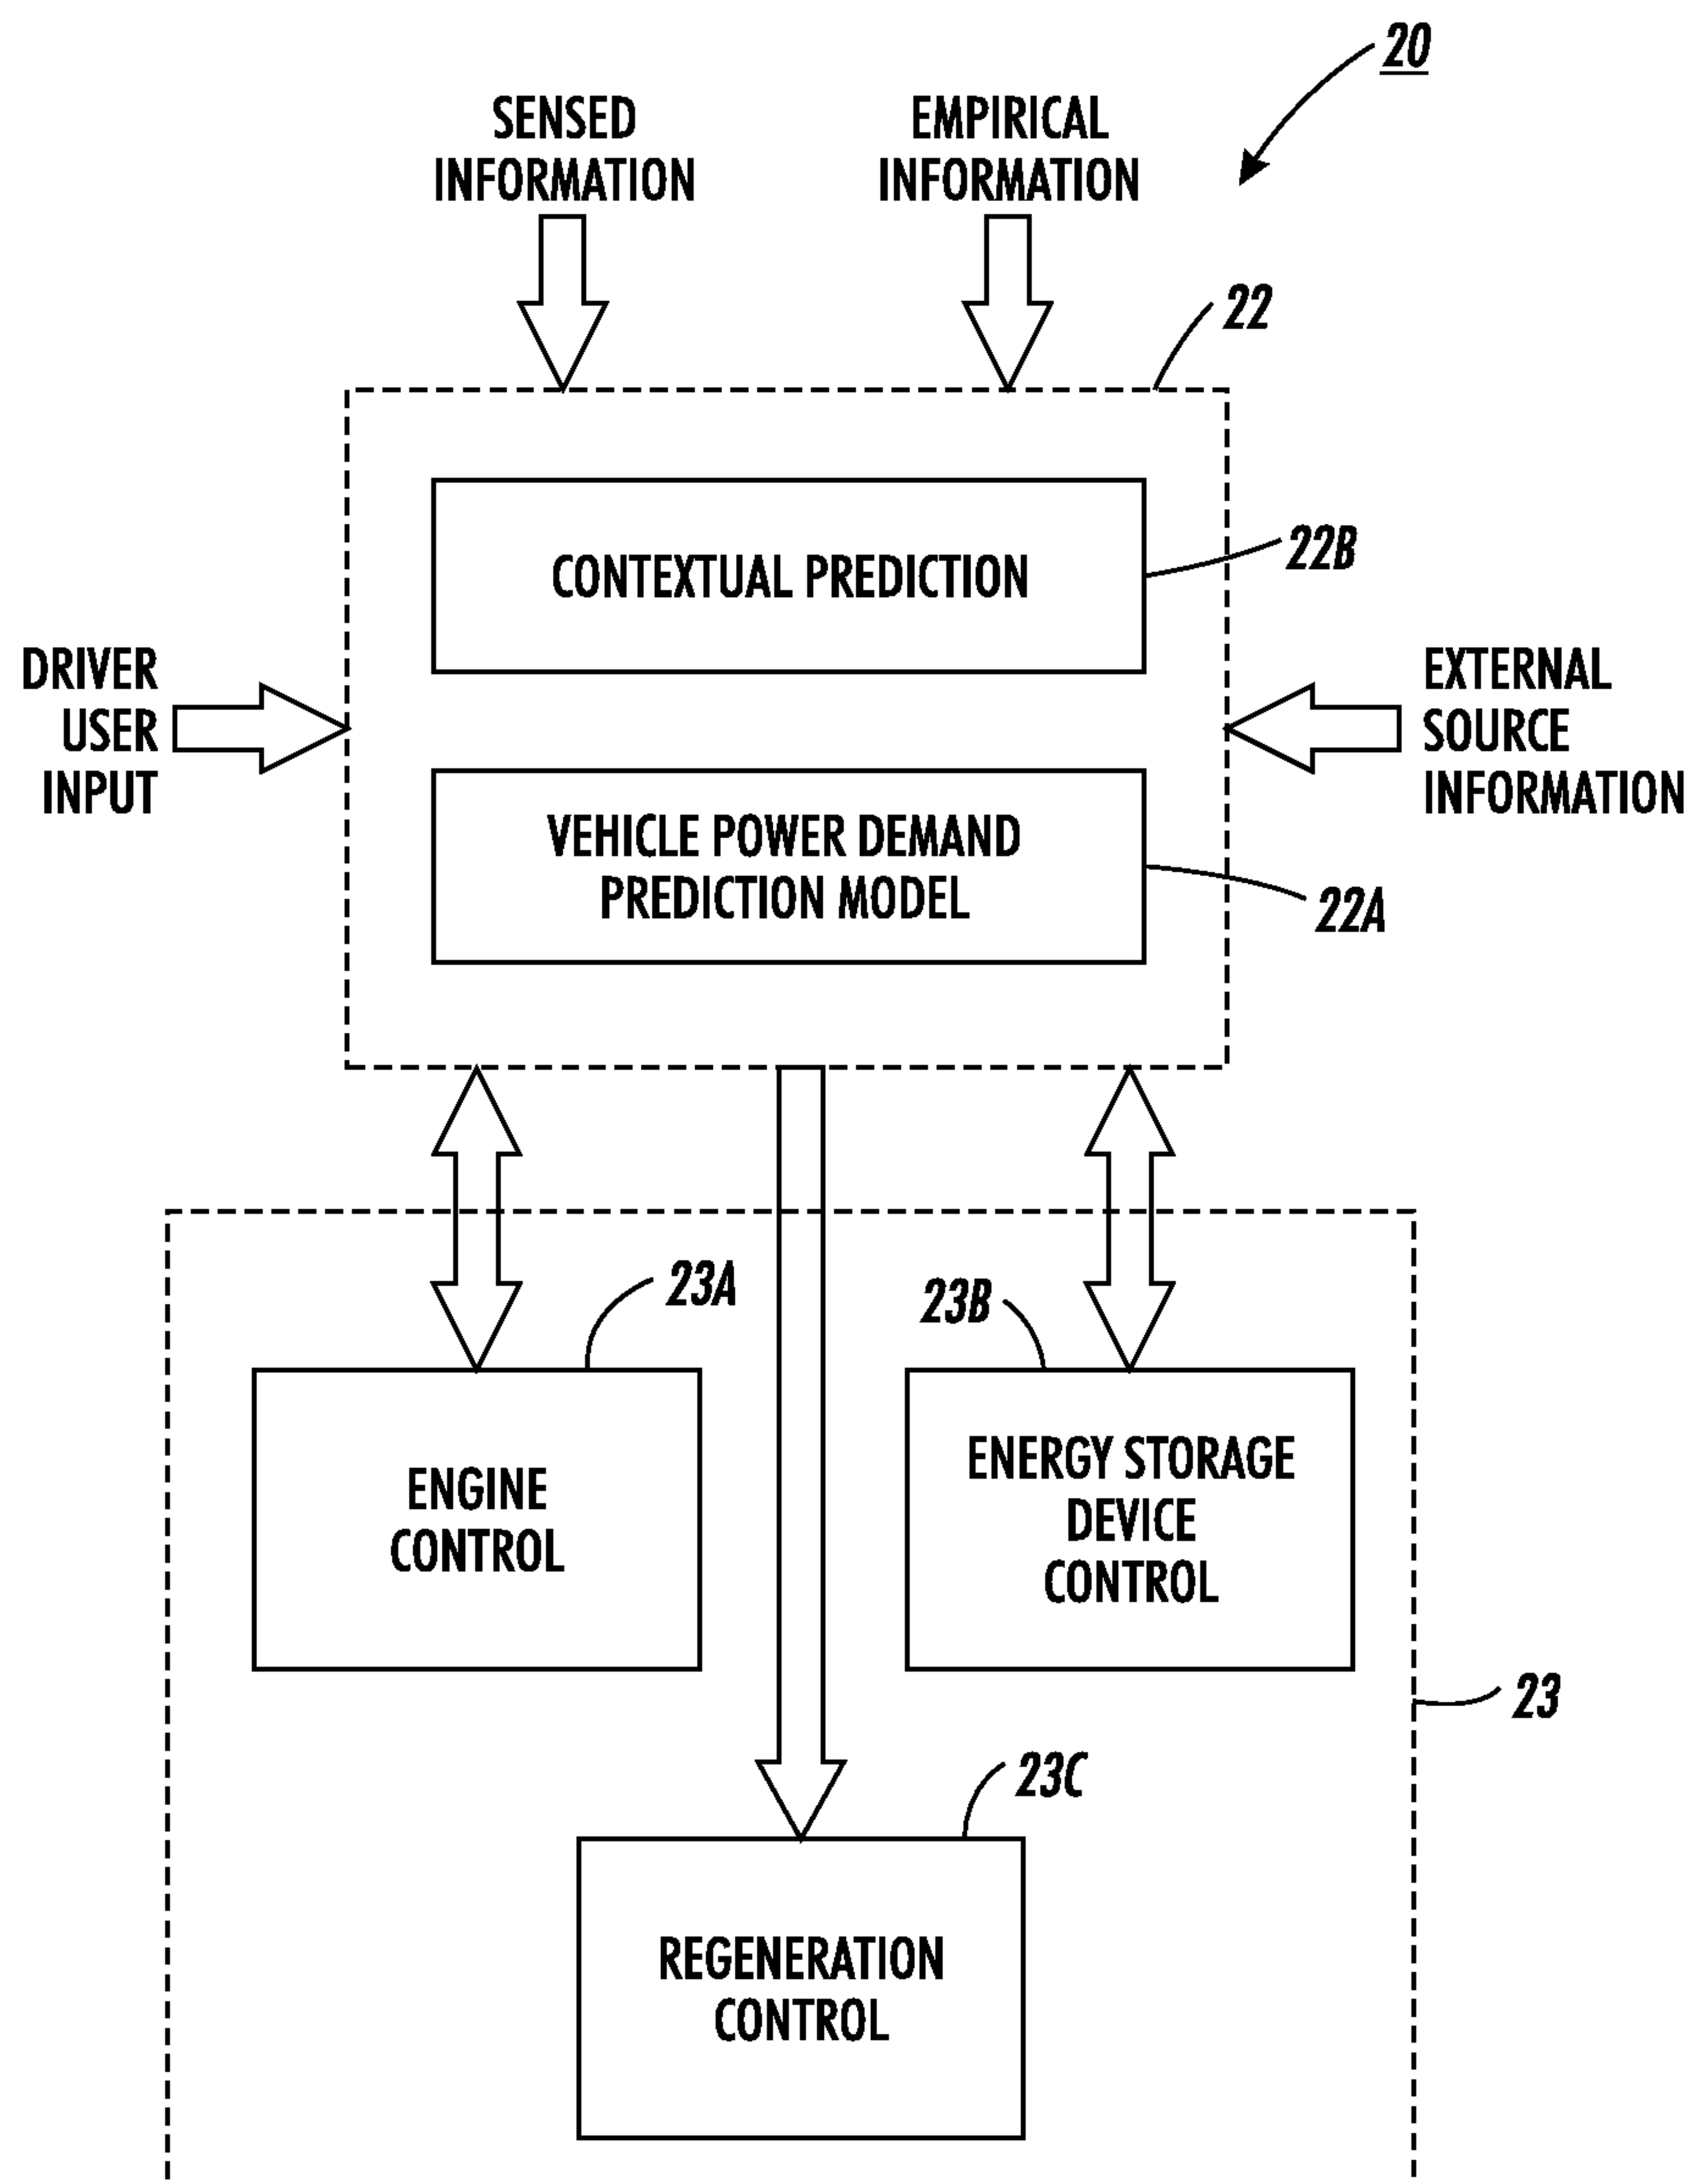 20
SENSED
INFORMATION
EMPIRICAL
INFORMATION
22
CONTEXTUAL PREDICTION
22B
DRIVER
USER
INPUT
EXTERNAL
SOURCE
INFORMATION
VEHICLE POWER DEMAND
PREDICTION MODEL
22A
23A
23B
ENGINE
CONTROL
ENERGY STORAGE
DEVICE
CONTROL
23
23C
REGENERATION
CONTROL